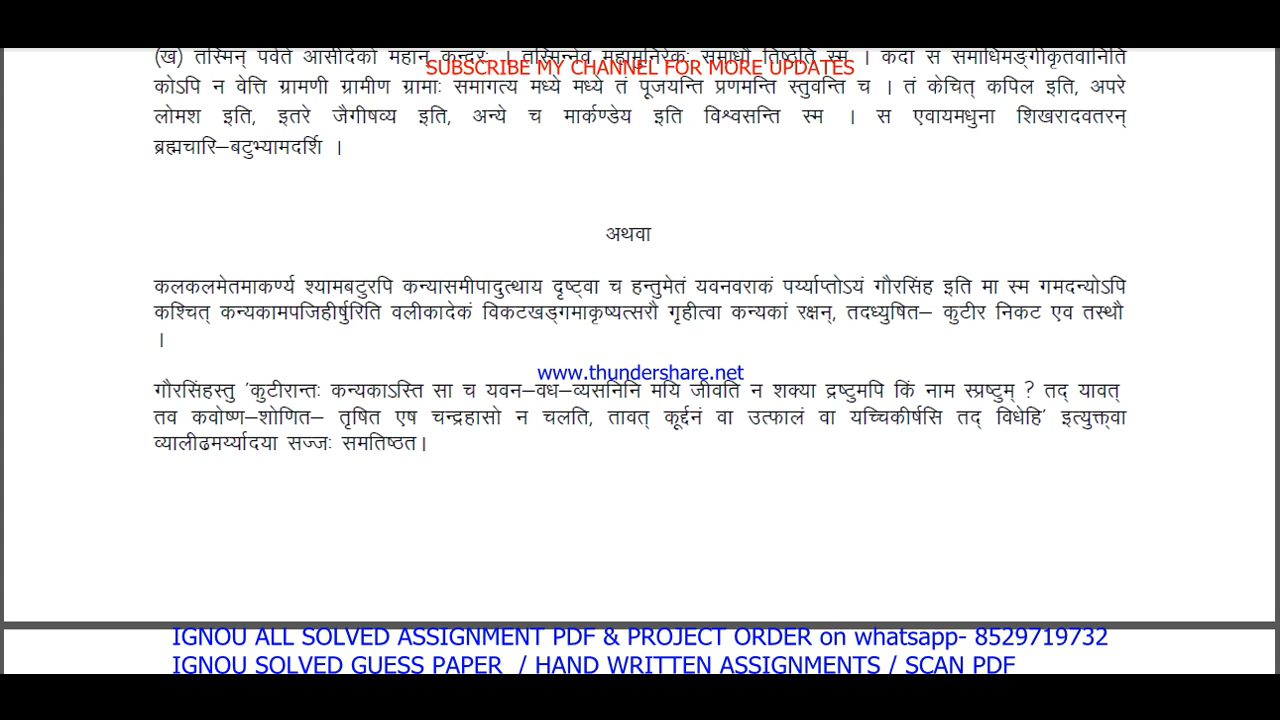 (ख) तस्मिन् पर्वते आसीदेको महान् कन्दरः । तस्मिन्नेव महामुनिरेकः समाधौ तिष्ठति स्म । कदा स समाधिमङ्गीकृतवानिति
SUBSCRIBE MY CHANNEL FOR MORE UPDATES
कोऽपि न वेत्ति ग्रामणी ग्रामीण ग्रामाः समागत्य मध्ये मध्ये तं पूजयन्ति प्रणमन्ति स्तुवन्ति च । तं केचित् कपिल इति, अपरे
लोमश इति, इतरे जैगीषव्य इति, अन्ये च मार्कण्डेय इति विश्वसन्ति स्म । स एवायमधुना शिखरादवतरन्
ब्रह्मचारि–बटुभ्यामदर्शि ।
अथवा
कलकलमेतमाकर्ण्य श्यामबटुरपि कन्यासमीपादुत्थाय दृष्ट्वा च हन्तुमेतं यवनवराकं पर्य्याप्तोऽयं गौरसिंह इति मा स्म गमदन्योऽपि
कश्चित् कन्यकामपजिहीर्षुरिति वलीकादेकं विकटखड्गमाकृष्यत्सरौ गृहीत्वा कन्यकां रक्षन्, तदध्युषित– कुटीर निकट एव तस्थौ
।
www.thundershare.net
गौरसिंहस्तु 'कुटीरान्तः कन्यकाऽस्ति सा च यवन–वध–व्यसनिनि मयि जीवति न शक्या द्रष्टुमपि किं नाम स्प्रष्टुम् ? तद् यावत्
तव कवोष्ण–शोणित– तृषित एष चन्द्रहासो न चलति, तावत् कूर्द्दनं वा उत्फालं वा यच्चिकीर्षसि तद् विधेहि' इत्युक्त्वा
व्यालीढमर्य्यादया सज्जः समतिष्ठत।
IGNOU ALL SOLVED ASSIGNMENT PDF & PROJECT ORDER on whatsapp- 8529719732
IGNOU SOLVED GUESS PAPER / HAND WRITTEN ASSIGNMENTS / SCAN PDF